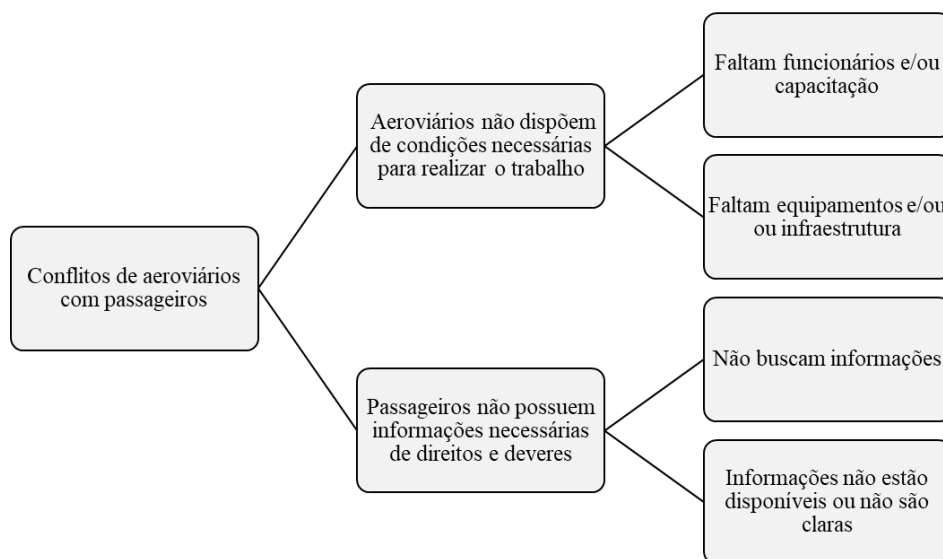 Faltam funcionários e/ou
capacitação
Aeroviários não dispõem
de condições necessárias
para realizar o trabalho
Faltam equipamentos e/ou
ou infraestrutura
Conflitos de aeroviários
com passageiros
Não buscam informações
Passageiros não possuem
informações necessárias
de direitos e deveres
Informações não estão
disponíveis ou não são
claras